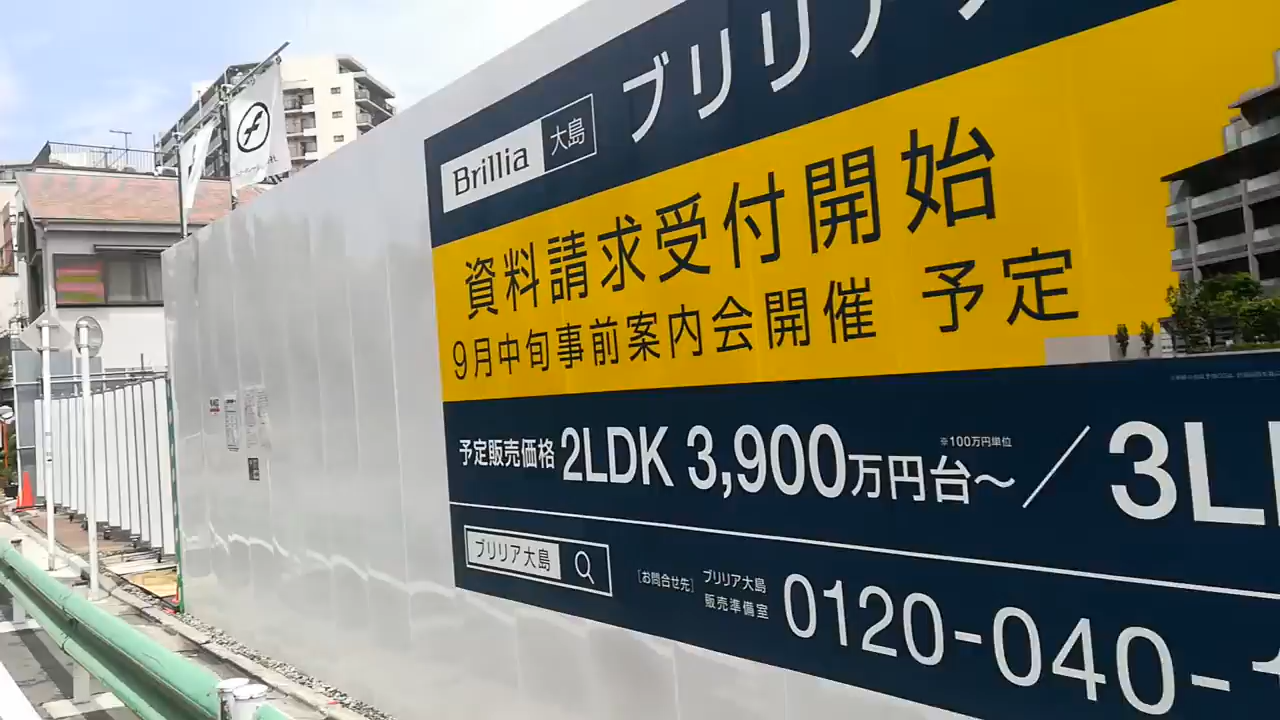 Brillia 大島
ブリリア
資料請求受付開始
9月中旬事前案内会開催 予定
予定販売価格 2LDK 3,900万円台~／3L
※100万円単位
ブリリア大島
[お問合せ先] ブリリア大島 販売準備室 0120-040-